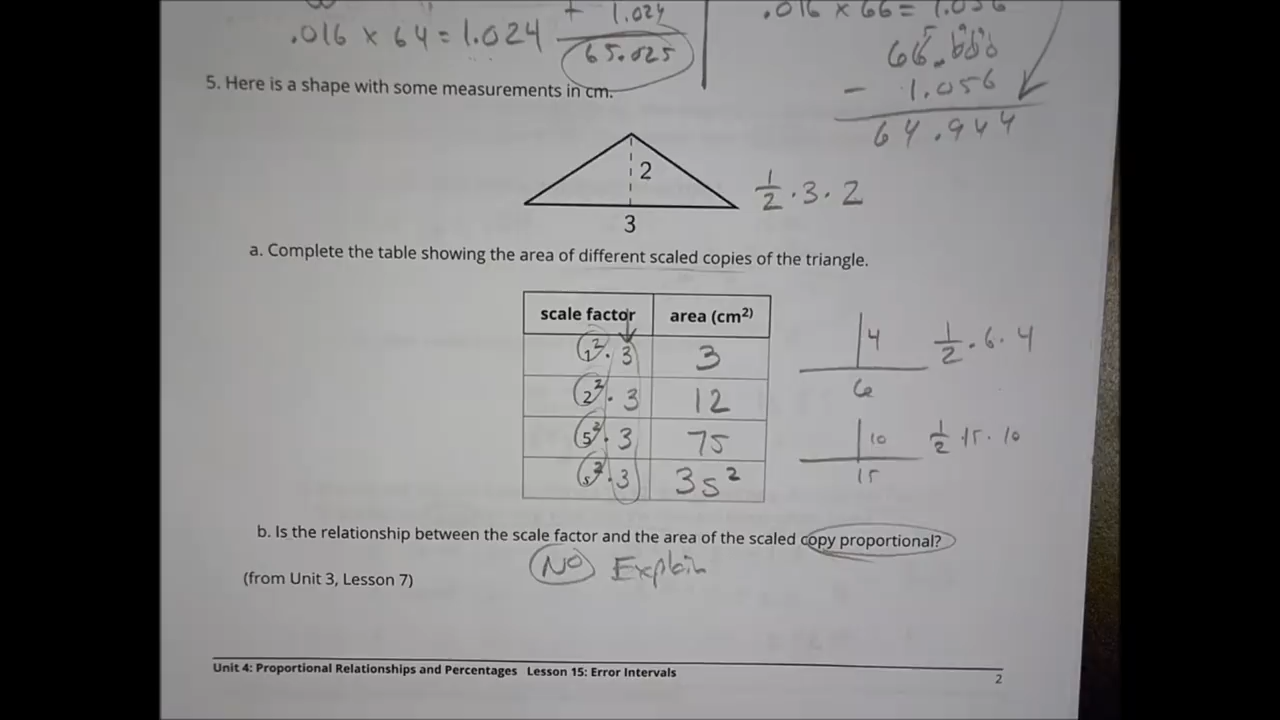 + 1.024
.016 × 64 = 1.024
65.025
.016 × 66 = 1.056
66.000
- 1.056
64.944
5. Here is a shape with some measurements in cm.
2
3
1/2 · 3 · 2
a. Complete the table showing the area of different scaled copies of the triangle.
scale factor area (cm²)
1² · 3 3
2² · 3 12
5² · 3 75
s² · 3 3s²
4
6
1/2 · 6 · 4
10
15
1/2 · 15 · 10
b. Is the relationship between the scale factor and the area of the scaled copy proportional?
NO Explain
(from Unit 3, Lesson 7)
Unit 4: Proportional Relationships and Percentages Lesson 15: Error Intervals
2